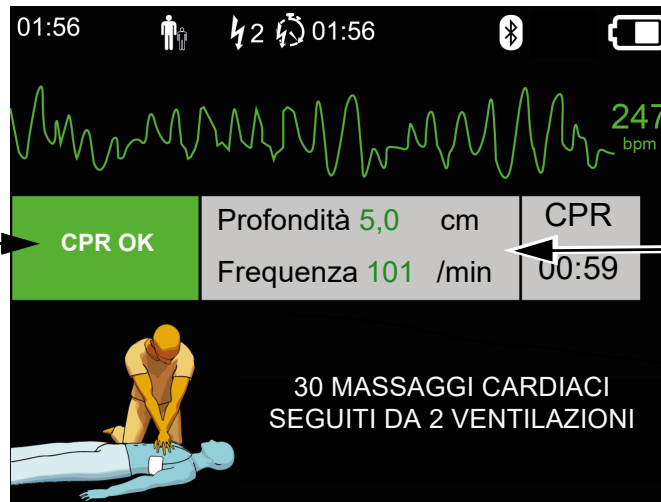 01:56
2
01:56
247
bpm
CPR OK
Profondità 5,0 cm
Frequenza 101 /min
CPR
00:59
30 MASSAGGI CARDIACI
SEGUITI DA 2 VENTILAZIONI